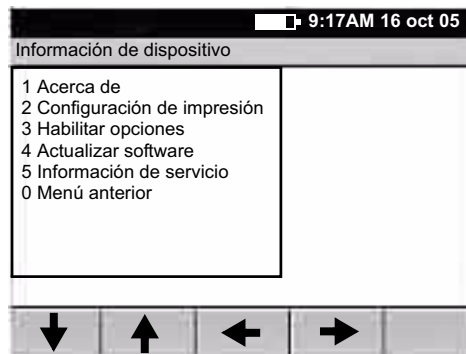 9:17AM 16 oct 05
Información de dispositivo
1 Acerca de
2 Configuración de impresión
3 Habilitar opciones
4 Actualizar software
5 Información de servicio
0 Menú anterior